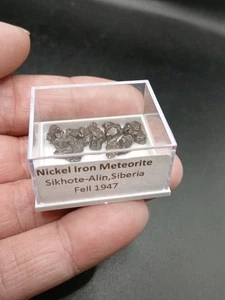 Nickel Iron Meteorite
Sikhote-Alin,Siberia
Fell 1947